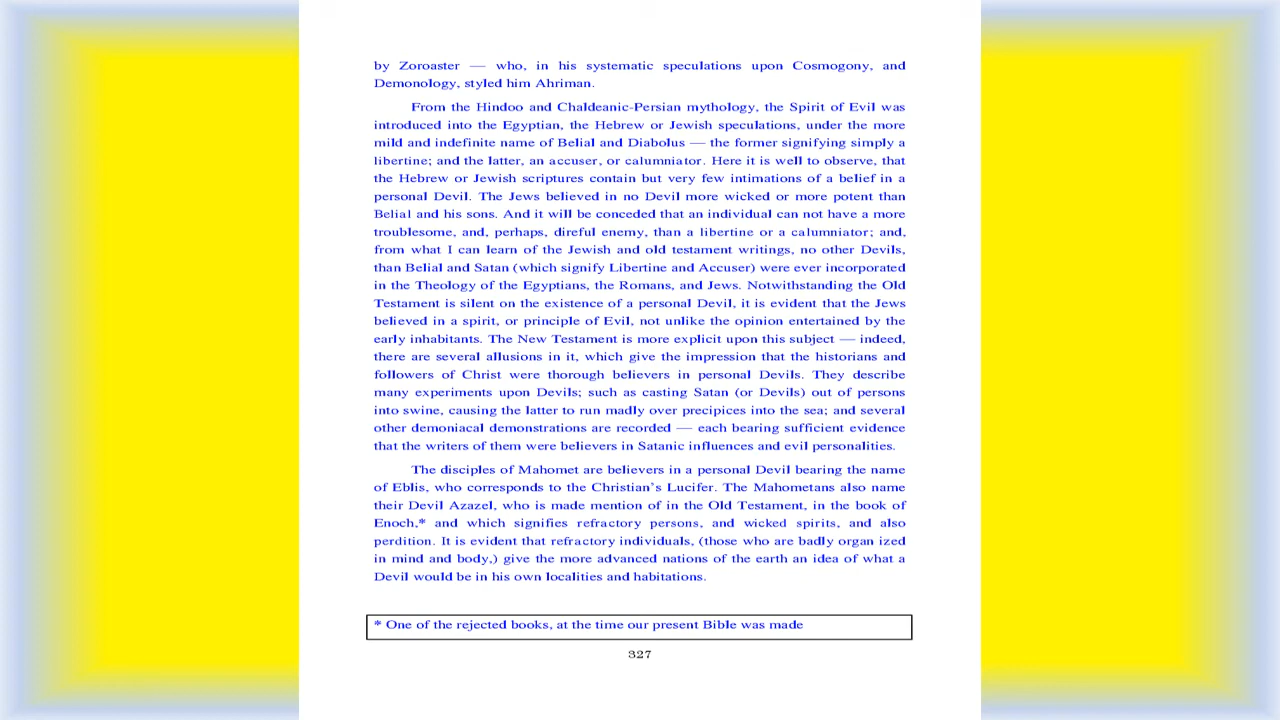 by Zoroaster — who, in his systematic speculations upon Cosmogony, and
Demonology, styled him Ahriman.
From the Hindoo and Chaldeanic-Persian mythology, the Spirit of Evil was
introduced into the Egyptian, the Hebrew or Jewish speculations, under the more
mild and indefinite name of Belial and Diabolus — the former signifying simply a
libertine; and the latter, an accuser, or calumniator. Here it is well to observe, that
the Hebrew or Jewish scriptures contain but very few intimations of a belief in a
personal Devil. The Jews believed in no Devil more wicked or more potent than
Belial and his sons. And it will be conceded that an individual can not have a more
troublesome, and, perhaps, direful enemy, than a libertine or a calumniator; and,
from what I can learn of the Jewish and old testament writings, no other Devils,
than Belial and Satan (which signify Libertine and Accuser) were ever incorporated
in the Theology of the Egyptians, the Romans, and Jews. Notwithstanding the Old
Testament is silent on the existence of a personal Devil, it is evident that the Jews
believed in a spirit, or principle of Evil, not unlike the opinion entertained by the
early inhabitants. The New Testament is more explicit upon this subject — indeed,
there are several allusions in it, which give the impression that the historians and
followers of Christ were thorough believers in personal Devils. They describe
many experiments upon Devils; such as casting Satan (or Devils) out of persons
into swine, causing the latter to run madly over precipices into the sea; and several
other demoniacal demonstrations are recorded — each bearing sufficient evidence
that the writers of them were believers in Satanic influences and evil personalities.
The disciples of Mahomet are believers in a personal Devil bearing the name
of Eblis, who corresponds to the Christian's Lucifer. The Mahometans also name
their Devil Azazel, who is made mention of in the Old Testament, in the book of
Enoch,* and which signifies refractory persons, and wicked spirits, and also
perdition. It is evident that refractory individuals, (those who are badly organ ized
in mind and body,) give the more advanced nations of the earth an idea of what a
Devil would be in his own localities and habitations.
* One of the rejected books, at the time our present Bible was made
327